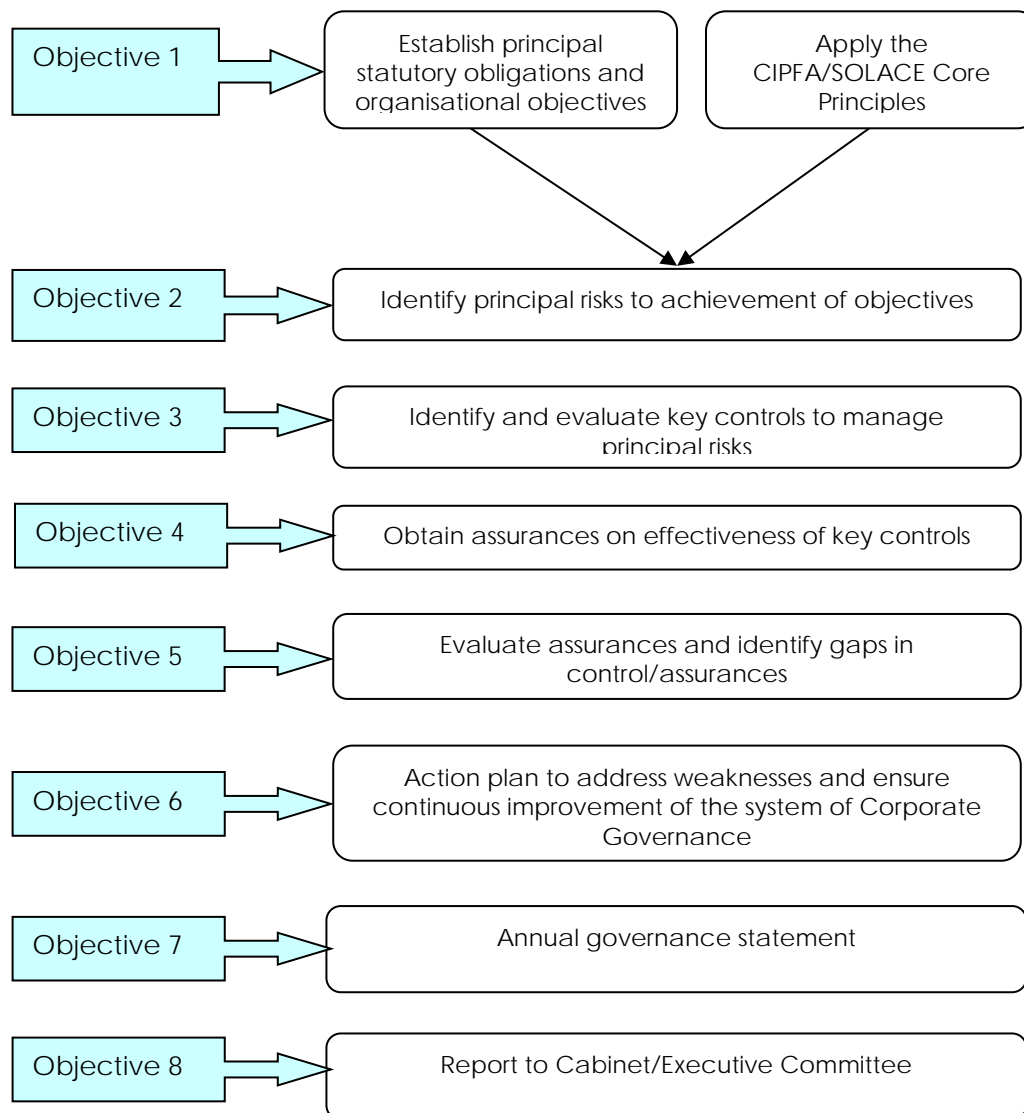 Objective 1
Establish principal
statutory obligations and
organisational objectives
Apply the
CIPFA/SOLACE Core
Principles
Objective 2
Identify principal risks to achievement of objectives
Objective 3
Identify and evaluate key controls to manage
principal risks
Objective 4
Obtain assurances on effectiveness of key controls
Objective 5
Evaluate assurances and identify gaps in
control/assurances
Objective 6
Action plan to address weaknesses and ensure
continuous improvement of the system of Corporate
Governance
Objective 7
Annual governance statement
Objective 8
Report to Cabinet/Executive Committee